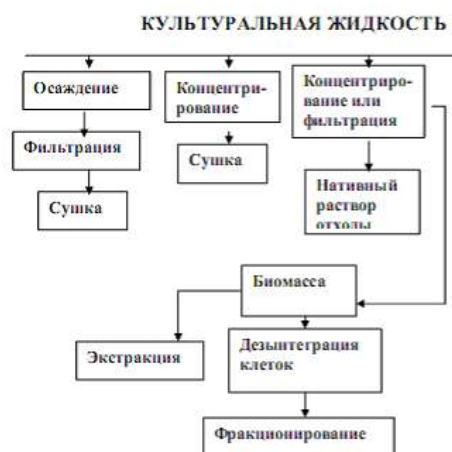 КУЛЬТУРАЛЬНАЯ ЖИДКОСТЬ
Осаждение
Фильтрация
Сушка
Концентри-
рование
Сушка
Концентриро-
вание или
фильтрация
Нативный
раствор
отходы
Биомасса
Экстракция
Дезынтеграция
клеток
Фракционирование